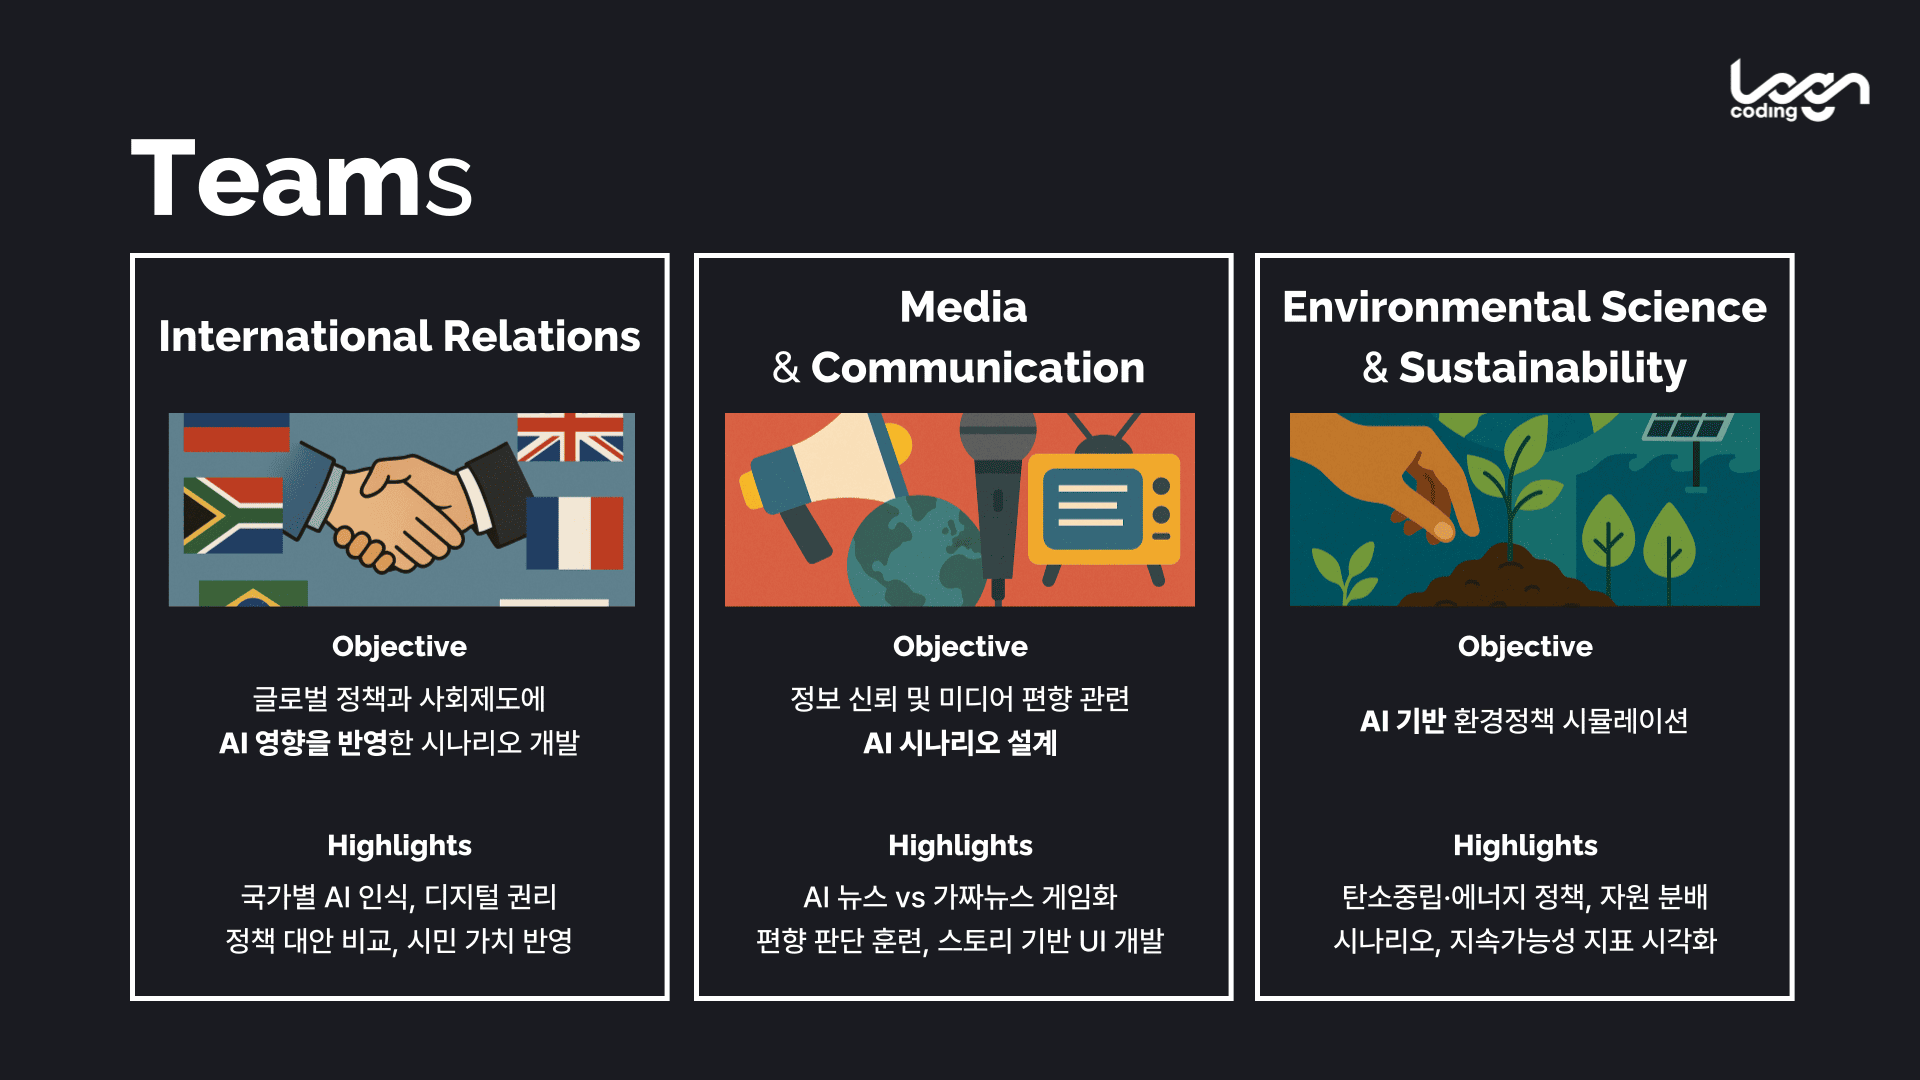 Logn
coding
Teams
International Relations
Objective
글로벌 정책과 사회제도에
AI 영향을 반영한 시나리오 개발
Highlights
국가별 AI 인식, 디지털 권리
정책 대안 비교, 시민 가치 반영
Media
& Communication
Objective
정보 신뢰 및 미디어 편향 관련
AI 시나리오 설계
Highlights
AI 뉴스 vs 가짜뉴스 게임화
편향 판단 훈련, 스토리 기반 UI 개발
Environmental Science
& Sustainability
Objective
AI 기반 환경정책 시뮬레이션
Highlights
탄소중립·에너지 정책, 자원 분배
시나리오, 지속가능성 지표 시각화